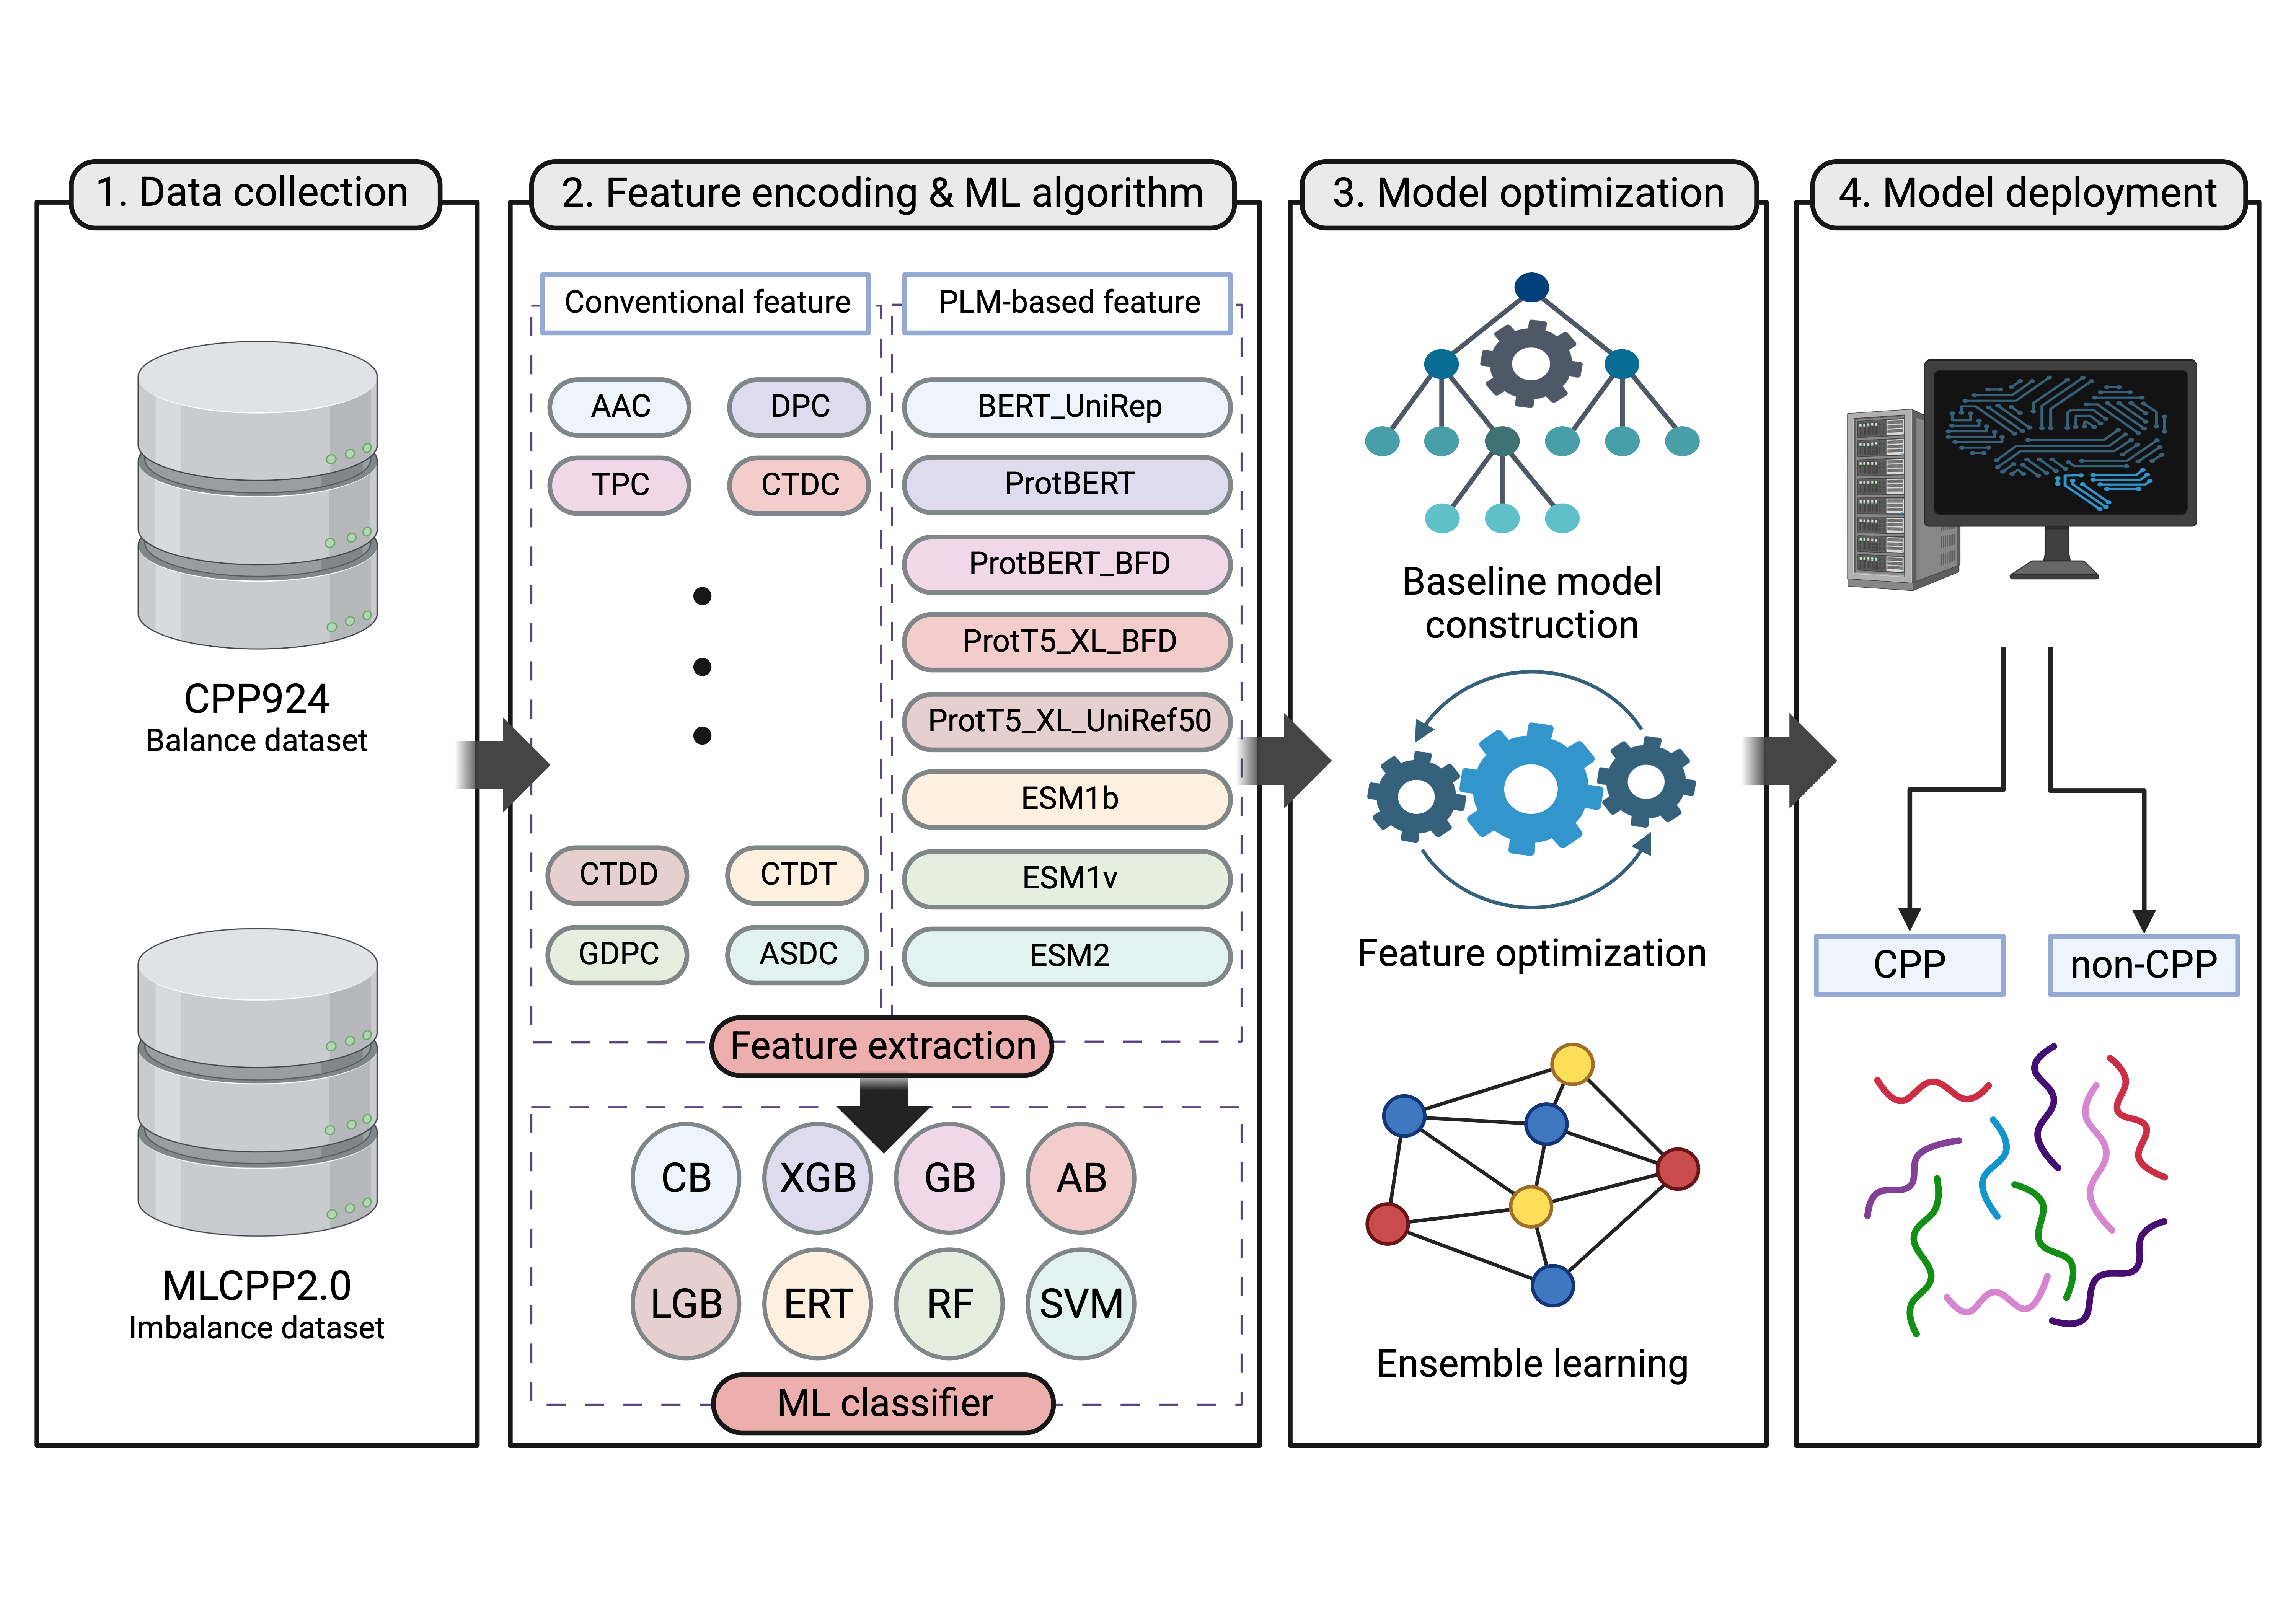 1. Data collection
CPP924
Balance dataset
MLCPP2.0
Imbalance dataset
2. Feature encoding & ML algorithm
Conventional feature
AAC
DPC
TPC
CTDC
CTDD
CTDT
GDPC
ASDC
PLM-based feature
BERT_UniRep
ProtBERT
ProtBERT_BFD
ProtT5_XL_BFD
ProtT5_XL_UniRef50
ESM1b
ESM1v
ESM2
Feature extraction
CB
XGB
GB
AB
LGB
ERT
RF
SVM
ML classifier
3. Model optimization
Baseline model
construction
Feature optimization
Ensemble learning
4. Model deployment
CPP
non-CPP